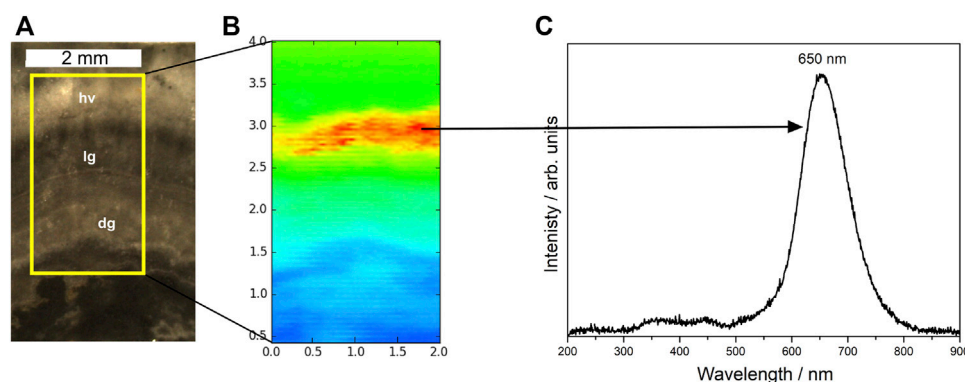 A
B
C
2 mm
hv
lg
dg
4.0
3.5
3.0
2.5
2.0
1.5
1.0
0.5
0.0 0.5 1.0 1.5 2.0
650 nm
Intenisty / arb. units
200 300 400 500 600 700 800 900
Wavelength / nm